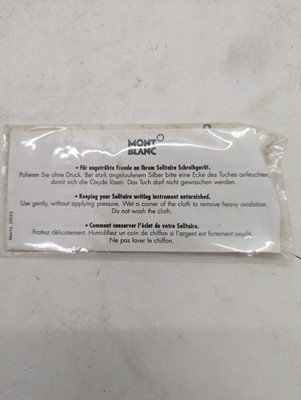 MONT
BLANC
• Für ungetrübte Freude an Ihrem Solitaire Schreibgerät.
Polieren Sie ohne Druck. Bei stark angelaufenem Silber bitte eine Ecke des Tuches anfeuchten,
damit sich die Oxyde lösen. Das Tuch darf nicht gewaschen werden.
• Keeping your Solitaire writing instrument untarnished.
Use gently, without applying pressure. Wet a corner of the cloth to remove heavy oxidation.
Do not wash the cloth.
• Comment conserver l'éclat de votre Solitaire.
Frottez délicatement. Humidifiez un coin de chiffon si l'argent est fortement oxydé.
Ne pas laver le chiffon.